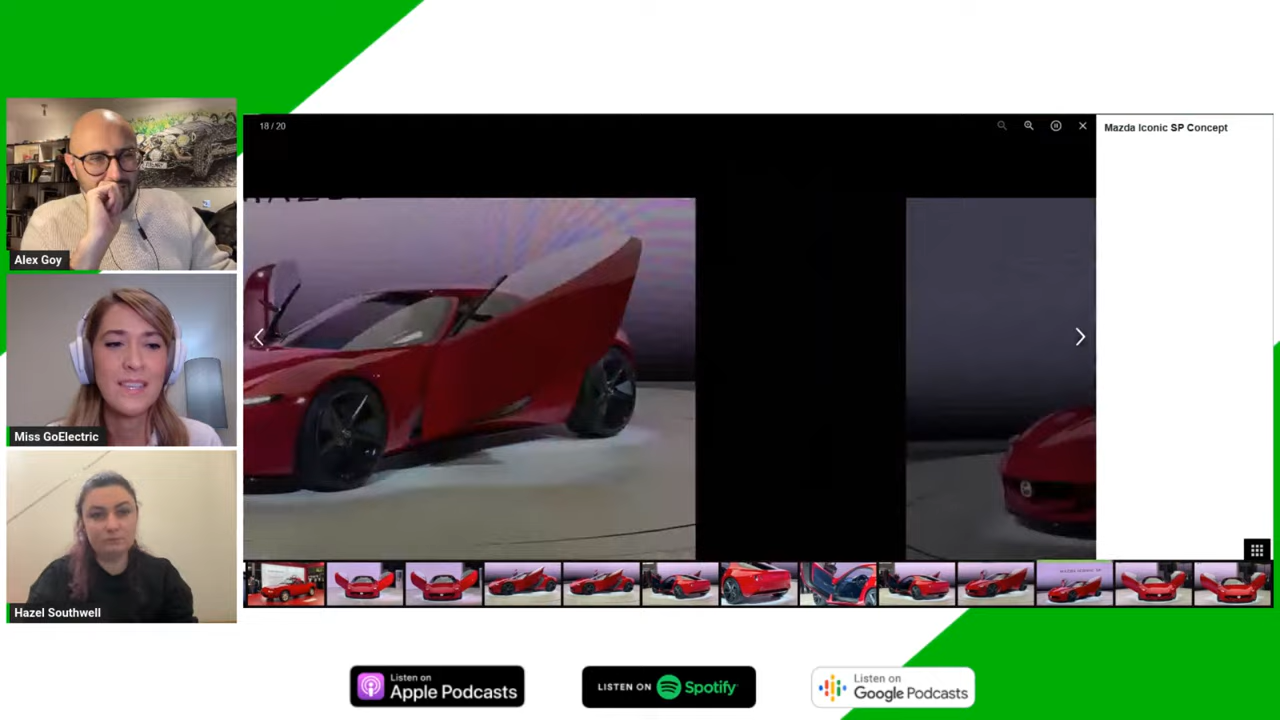 18 / 20
Mazda Iconic SP Concept
Alex Goy
Miss GoElectric
Hazel Southwell
Listen on
Apple Podcasts
LISTEN ON Spotify
Listen on
Google Podcasts